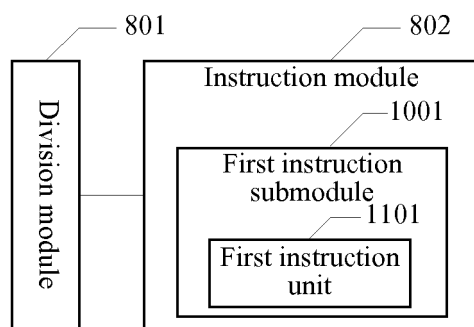 801
802
Division module
Instruction module
1001
First instruction
submodule
1101
First instruction
unit